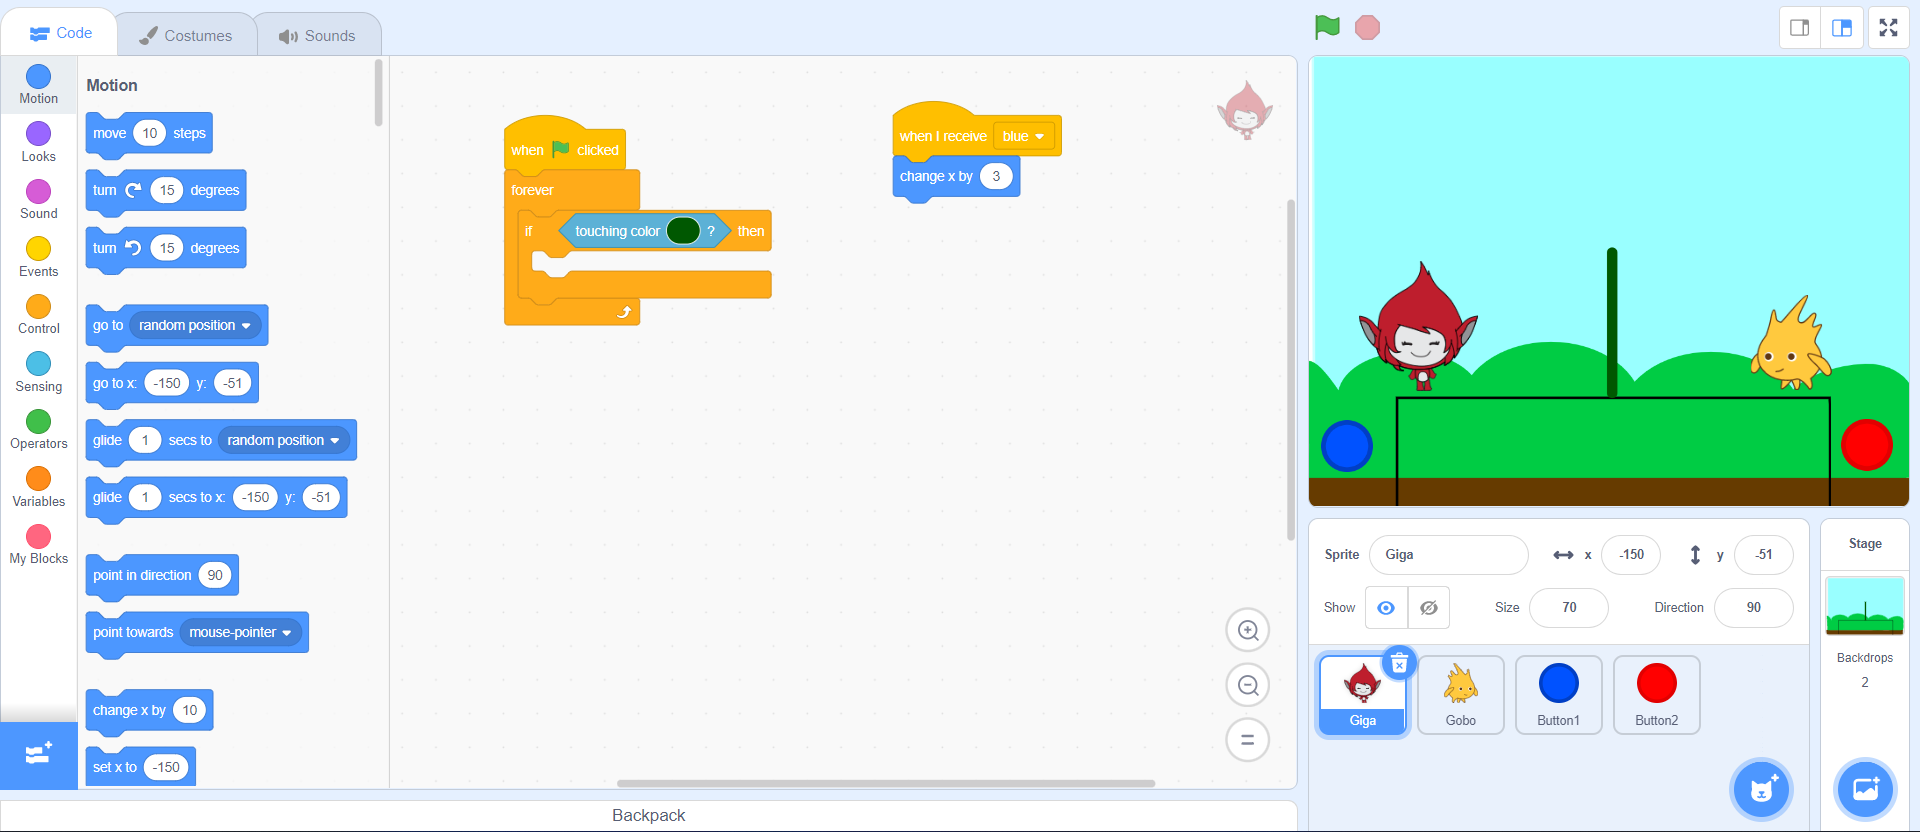 Code
Costumes
Sounds
Motion
Looks
Sound
Events
Control
Sensing
Operators
Variables
My Blocks
Motion
move 10 steps
turn 15 degrees
turn 15 degrees
go to random position
go to x: -150 y: -51
glide 1 secs to random position
glide 1 secs to x: -150 y: -51
point in direction 90
point towards mouse-pointer
change x by 10
set x to -150
when clicked
forever
if touching color ? then
when I receive blue
change x by 3
Backpack
Sprite Giga x -150 y -51
Show Size 70 Direction 90
Giga
Gobo
Button1
Button2
Stage
Backdrops
2